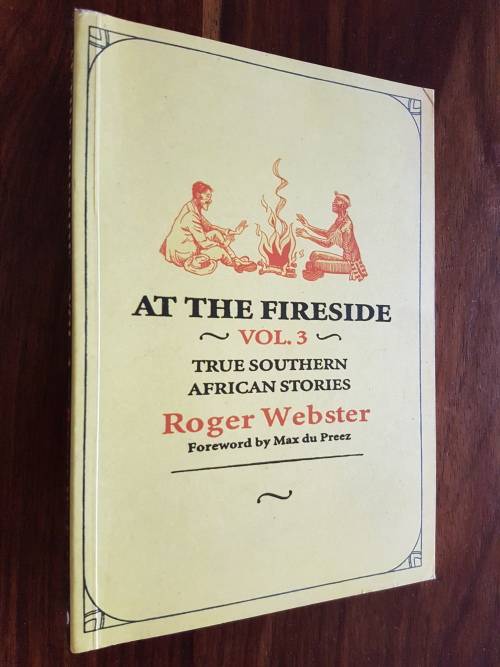 AT THE FIRESIDE
~ VOL. 3 ~
TRUE SOUTHERN
AFRICAN STORIES
Roger Webster
Foreword by Max du Preez